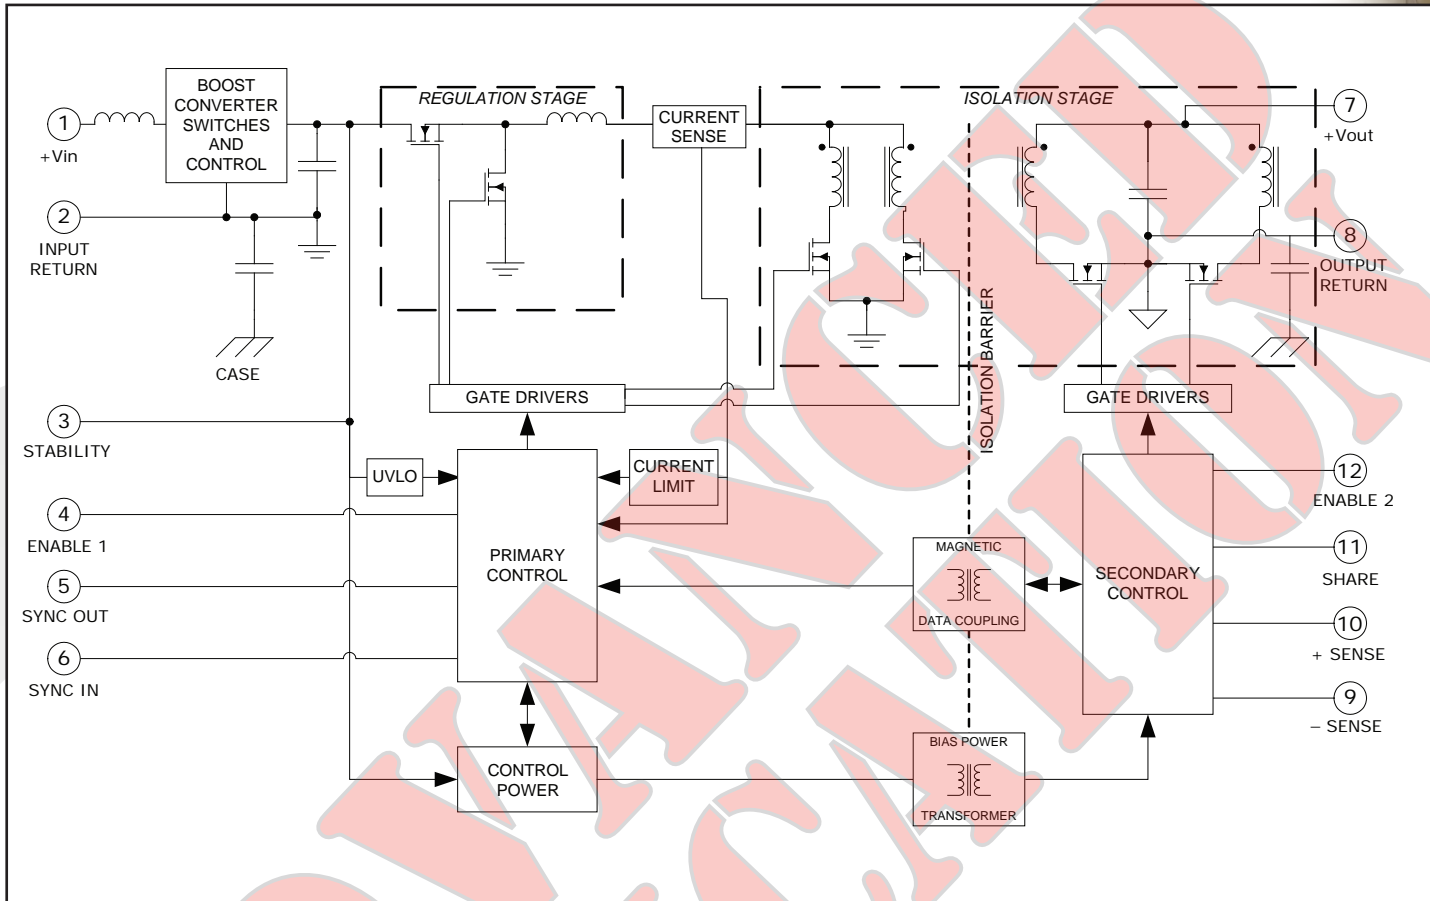 BOOST
CONVERTER
SWITCHES
AND
CONTROL
REGULATION STAGE
CURRENT
SENSE
ISOLATION STAGE
1
+Vin
2
INPUT
RETURN
CASE
7
+Vout
8
OUTPUT
RETURN
ISOLATION BARRIER
GATE DRIVERS
GATE DRIVERS
3
STABILITY
UVLO
CURRENT
LIMIT
4
ENABLE 1
5
SYNC OUT
6
SYNC IN
PRIMARY
CONTROL
MAGNETIC
DATA COUPLING
SECONDARY
CONTROL
12
ENABLE 2
11
SHARE
10
+ SENSE
9
– SENSE
CONTROL
POWER
BIAS POWER
TRANSFORMER